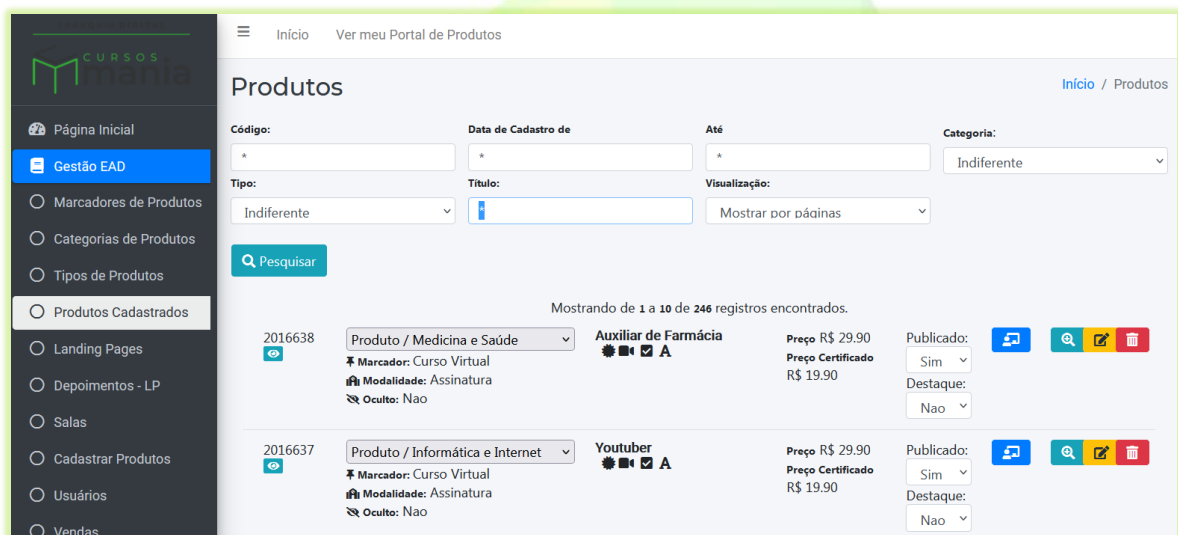 Início Ver meu Portal de Produtos
CURSOS
mania
Produtos
Início / Produtos
Página Inicial
Gestão EAD
Marcadores de Produtos
Categorias de Produtos
Tipos de Produtos
Produtos Cadastrados
Landing Pages
Depoimentos - LP
Salas
Cadastrar Produtos
Usuários
Vendas
Código: Data de Cadastro de Até Categoria:
* * * Indiferente
Tipo: Título: Visualização:
Indiferente * Mostrar por páginas
Pesquisar
Mostrando de 1 a 10 de 246 registros encontrados.
2016638
Produto / Medicina e Saúde
Marcador: Curso Virtual
Modalidade: Assinatura
Oculto: Nao
Auxiliar de Farmácia
A
Preço R$ 29.90
Preço Certificado
R$ 19.90
Publicado:
Sim
Destaque:
Nao
2016637
Produto / Informática e Internet
Marcador: Curso Virtual
Modalidade: Assinatura
Oculto: Nao
Youtuber
A
Preço R$ 29.90
Preço Certificado
R$ 19.90
Publicado:
Sim
Destaque:
Nao